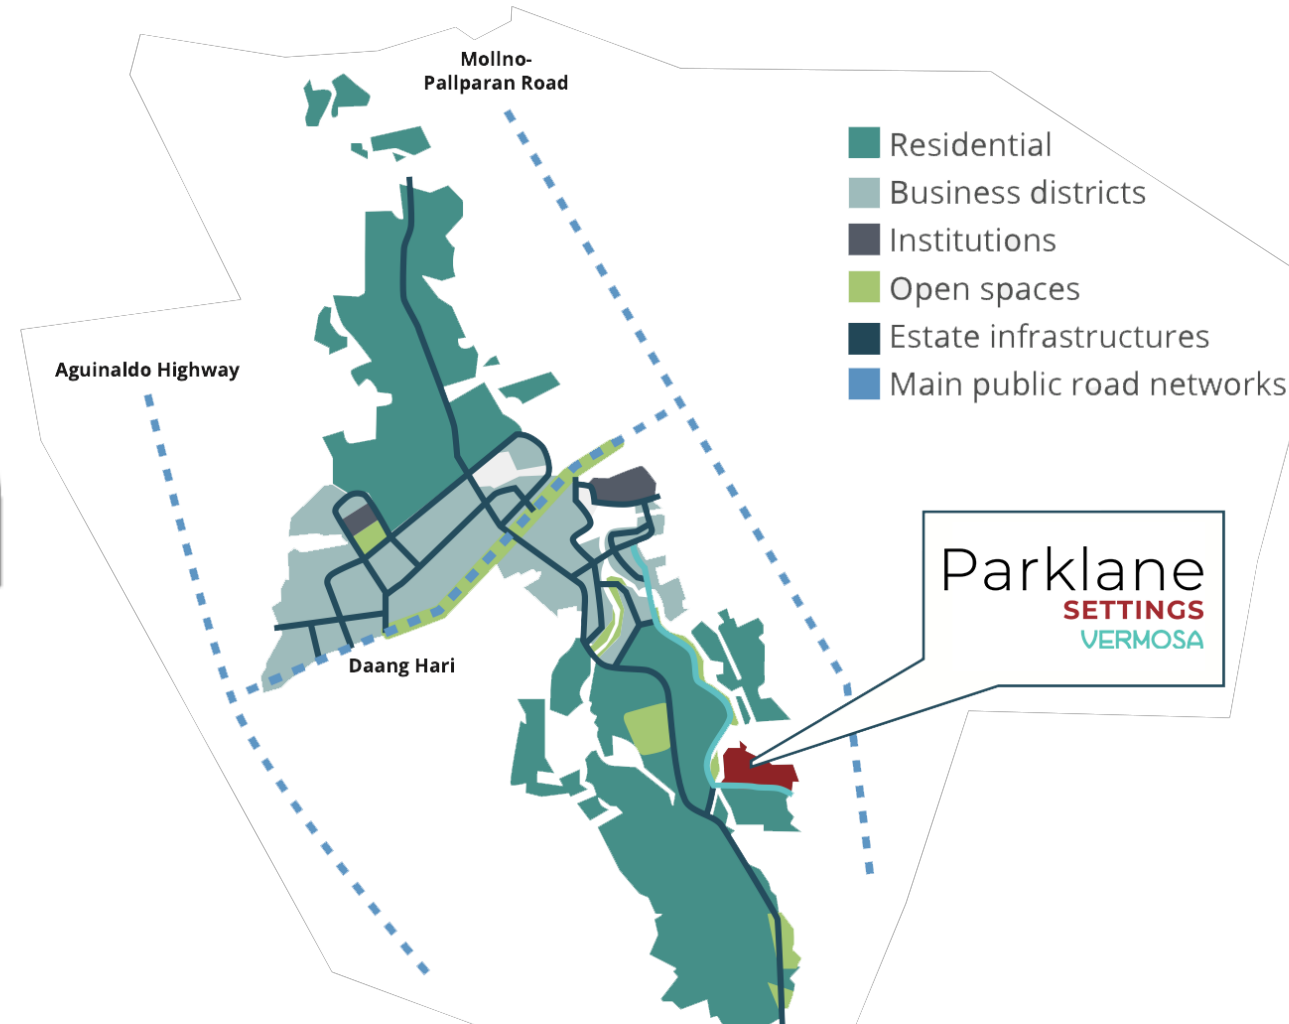 Mollno-
Pallparan Road
Residential
Business districts
Institutions
Open spaces
Estate infrastructures
Main public road networks
Aguinaldo Highway
Parklane
SETTINGS
VERMOSA
Daang Hari